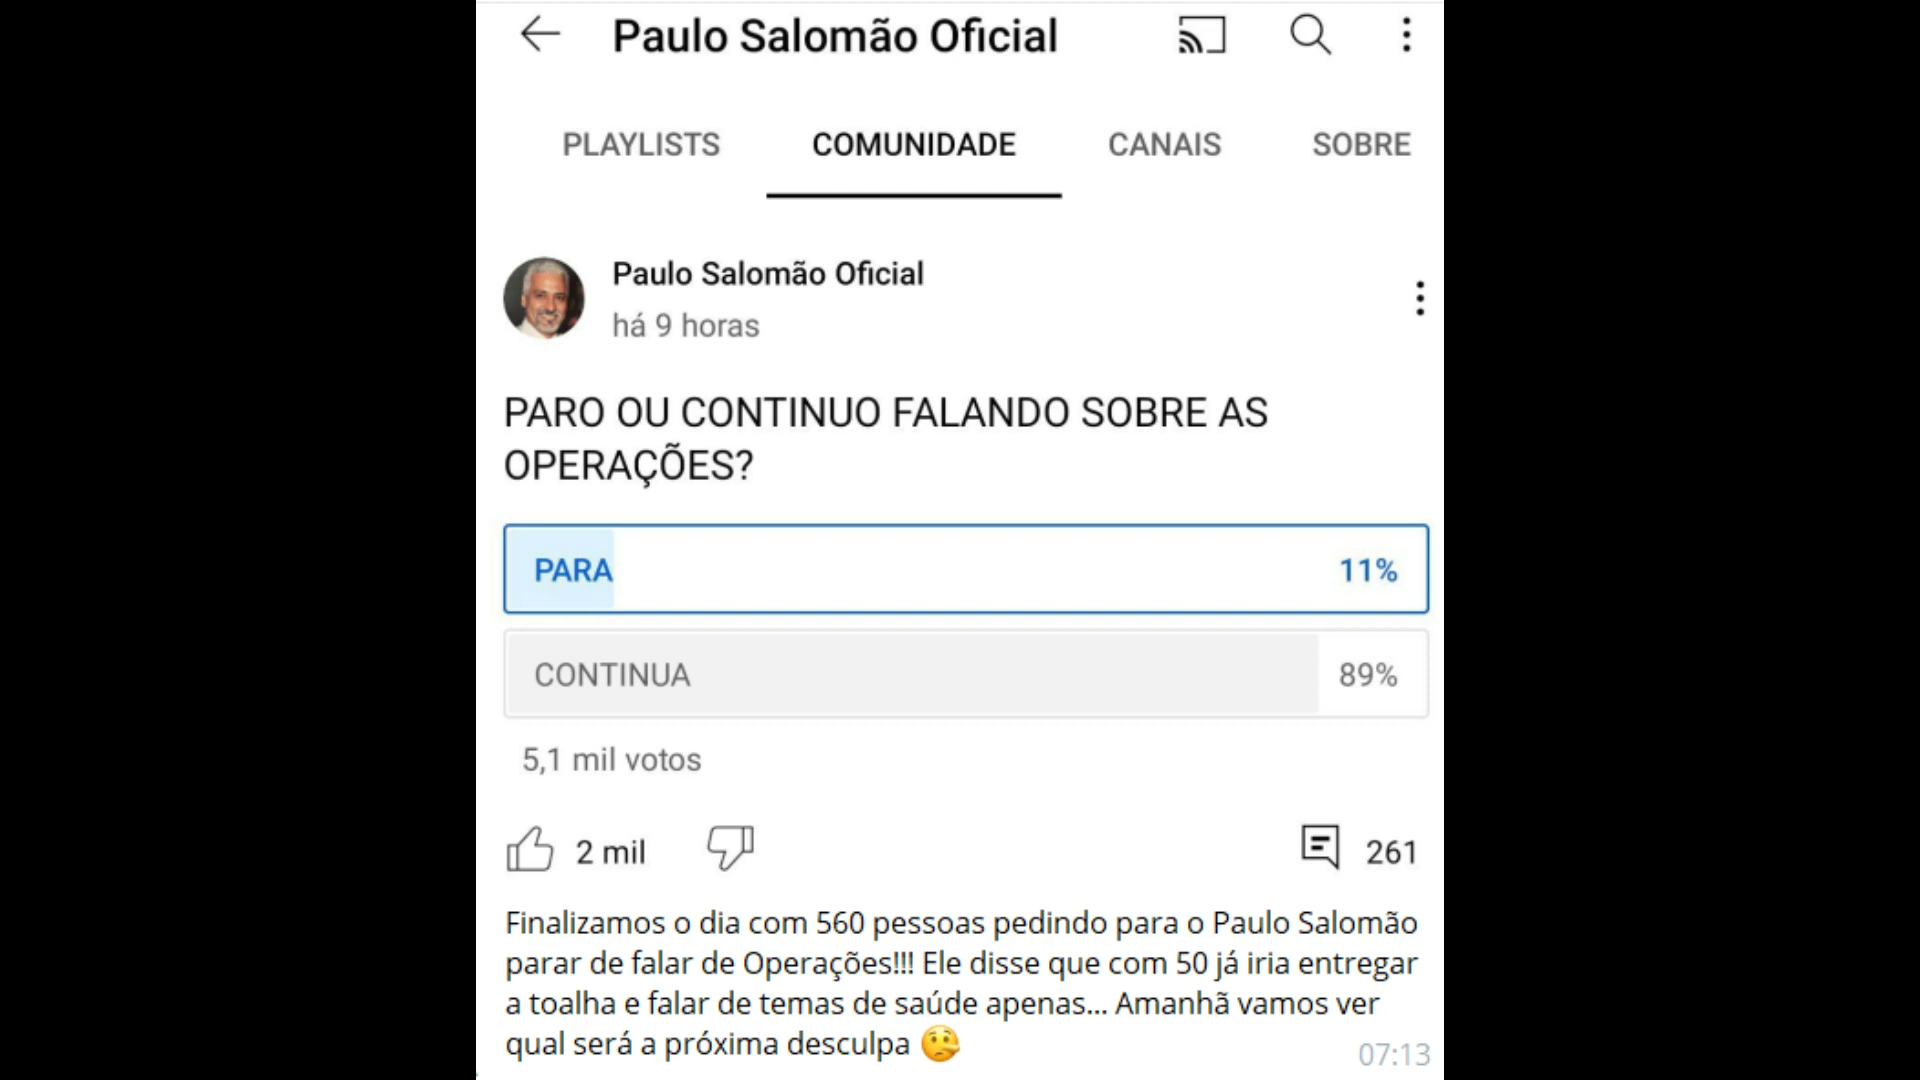 Paulo Salomão Oficial
PLAYLISTS COMUNIDADE CANAIS SOBRE
Paulo Salomão Oficial
há 9 horas
PARO OU CONTINUO FALANDO SOBRE AS
OPERAÇÕES?
PARA 11%
CONTINUA 89%
5,1 mil votos
2 mil 261
Finalizamos o dia com 560 pessoas pedindo para o Paulo Salomão
parar de falar de Operações!!! Ele disse que com 50 já iria entregar
a toalha e falar de temas de saúde apenas... Amanhã vamos ver
qual será a próxima desculpa 🤥
07:13